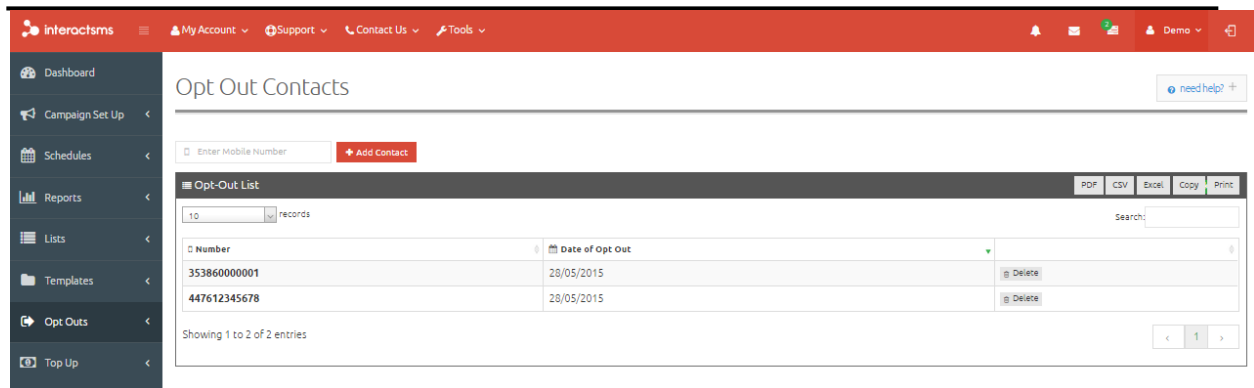 interactsms My Account Support Contact Us Tools 2 Demo
Dashboard
Opt Out Contacts need help? +
Campaign Set Up
Schedules Enter Mobile Number + Add Contact
Opt-Out List PDF CSV Excel Copy Print
Reports
10 records Search:
Lists
Number Date of Opt Out
353860000001 28/05/2015 Delete
Templates
447612345678 28/05/2015 Delete
Opt Outs
Showing 1 to 2 of 2 entries 1
Top Up